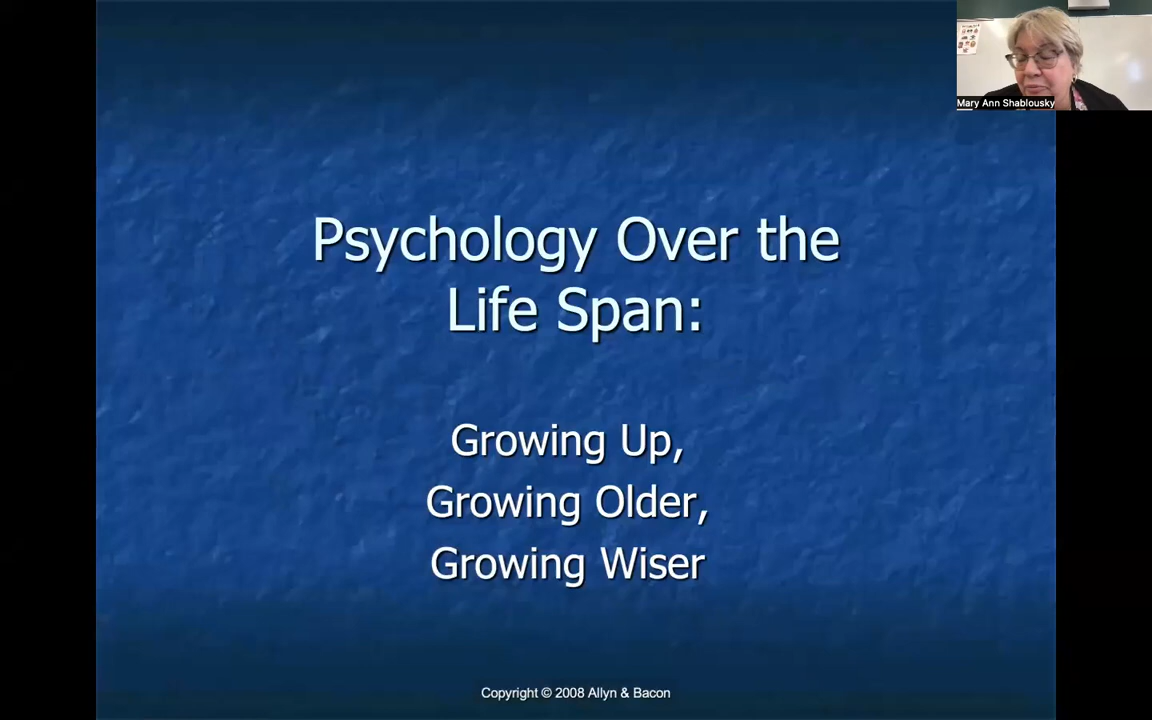 Mary Ann Shablousky
Psychology Over the
Life Span:
Growing Up,
Growing Older,
Growing Wiser
Copyright © 2008 Allyn & Bacon